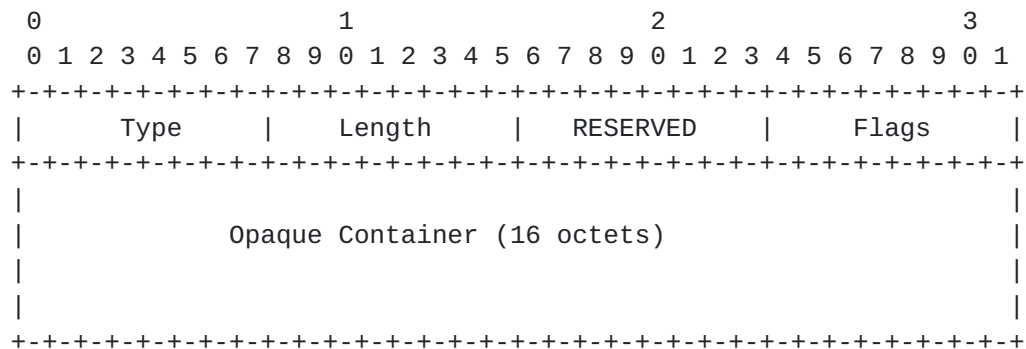 0                   1                   2                   3
 0 1 2 3 4 5 6 7 8 9 0 1 2 3 4 5 6 7 8 9 0 1 2 3 4 5 6 7 8 9 0 1
+-+-+-+-+-+-+-+-+-+-+-+-+-+-+-+-+-+-+-+-+-+-+-+-+-+-+-+-+-+-+-+-+
|      Type     |    Length     |   RESERVED    |     Flags     |
+-+-+-+-+-+-+-+-+-+-+-+-+-+-+-+-+-+-+-+-+-+-+-+-+-+-+-+-+-+-+-+-+
|                                                               |
|             Opaque Container (16 octets)                      |
|                                                               |
|                                                               |
+-+-+-+-+-+-+-+-+-+-+-+-+-+-+-+-+-+-+-+-+-+-+-+-+-+-+-+-+-+-+-+-+